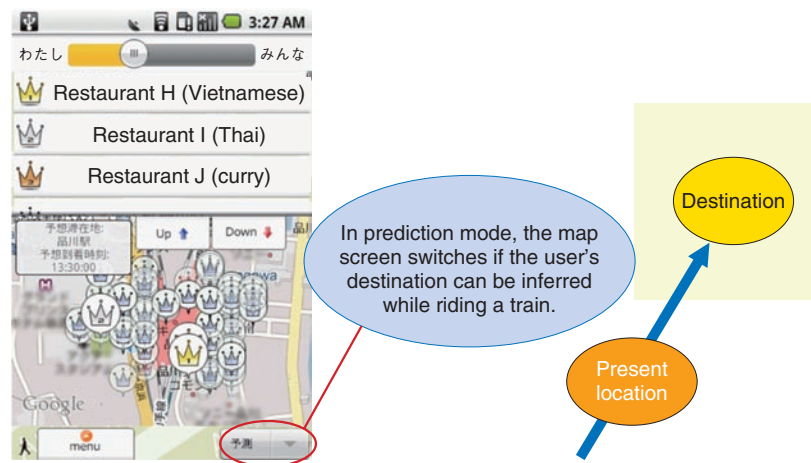 3:27 AM
わたし みんな
Restaurant H (Vietnamese)
Restaurant I (Thai)
Restaurant J (curry)
予想滞在地:
品川駅
予想到着時刻:
13:30:00
Up Down
Google
menu 予測
In prediction mode, the map
screen switches if the user's
destination can be inferred
while riding a train.
Destination
Present
location